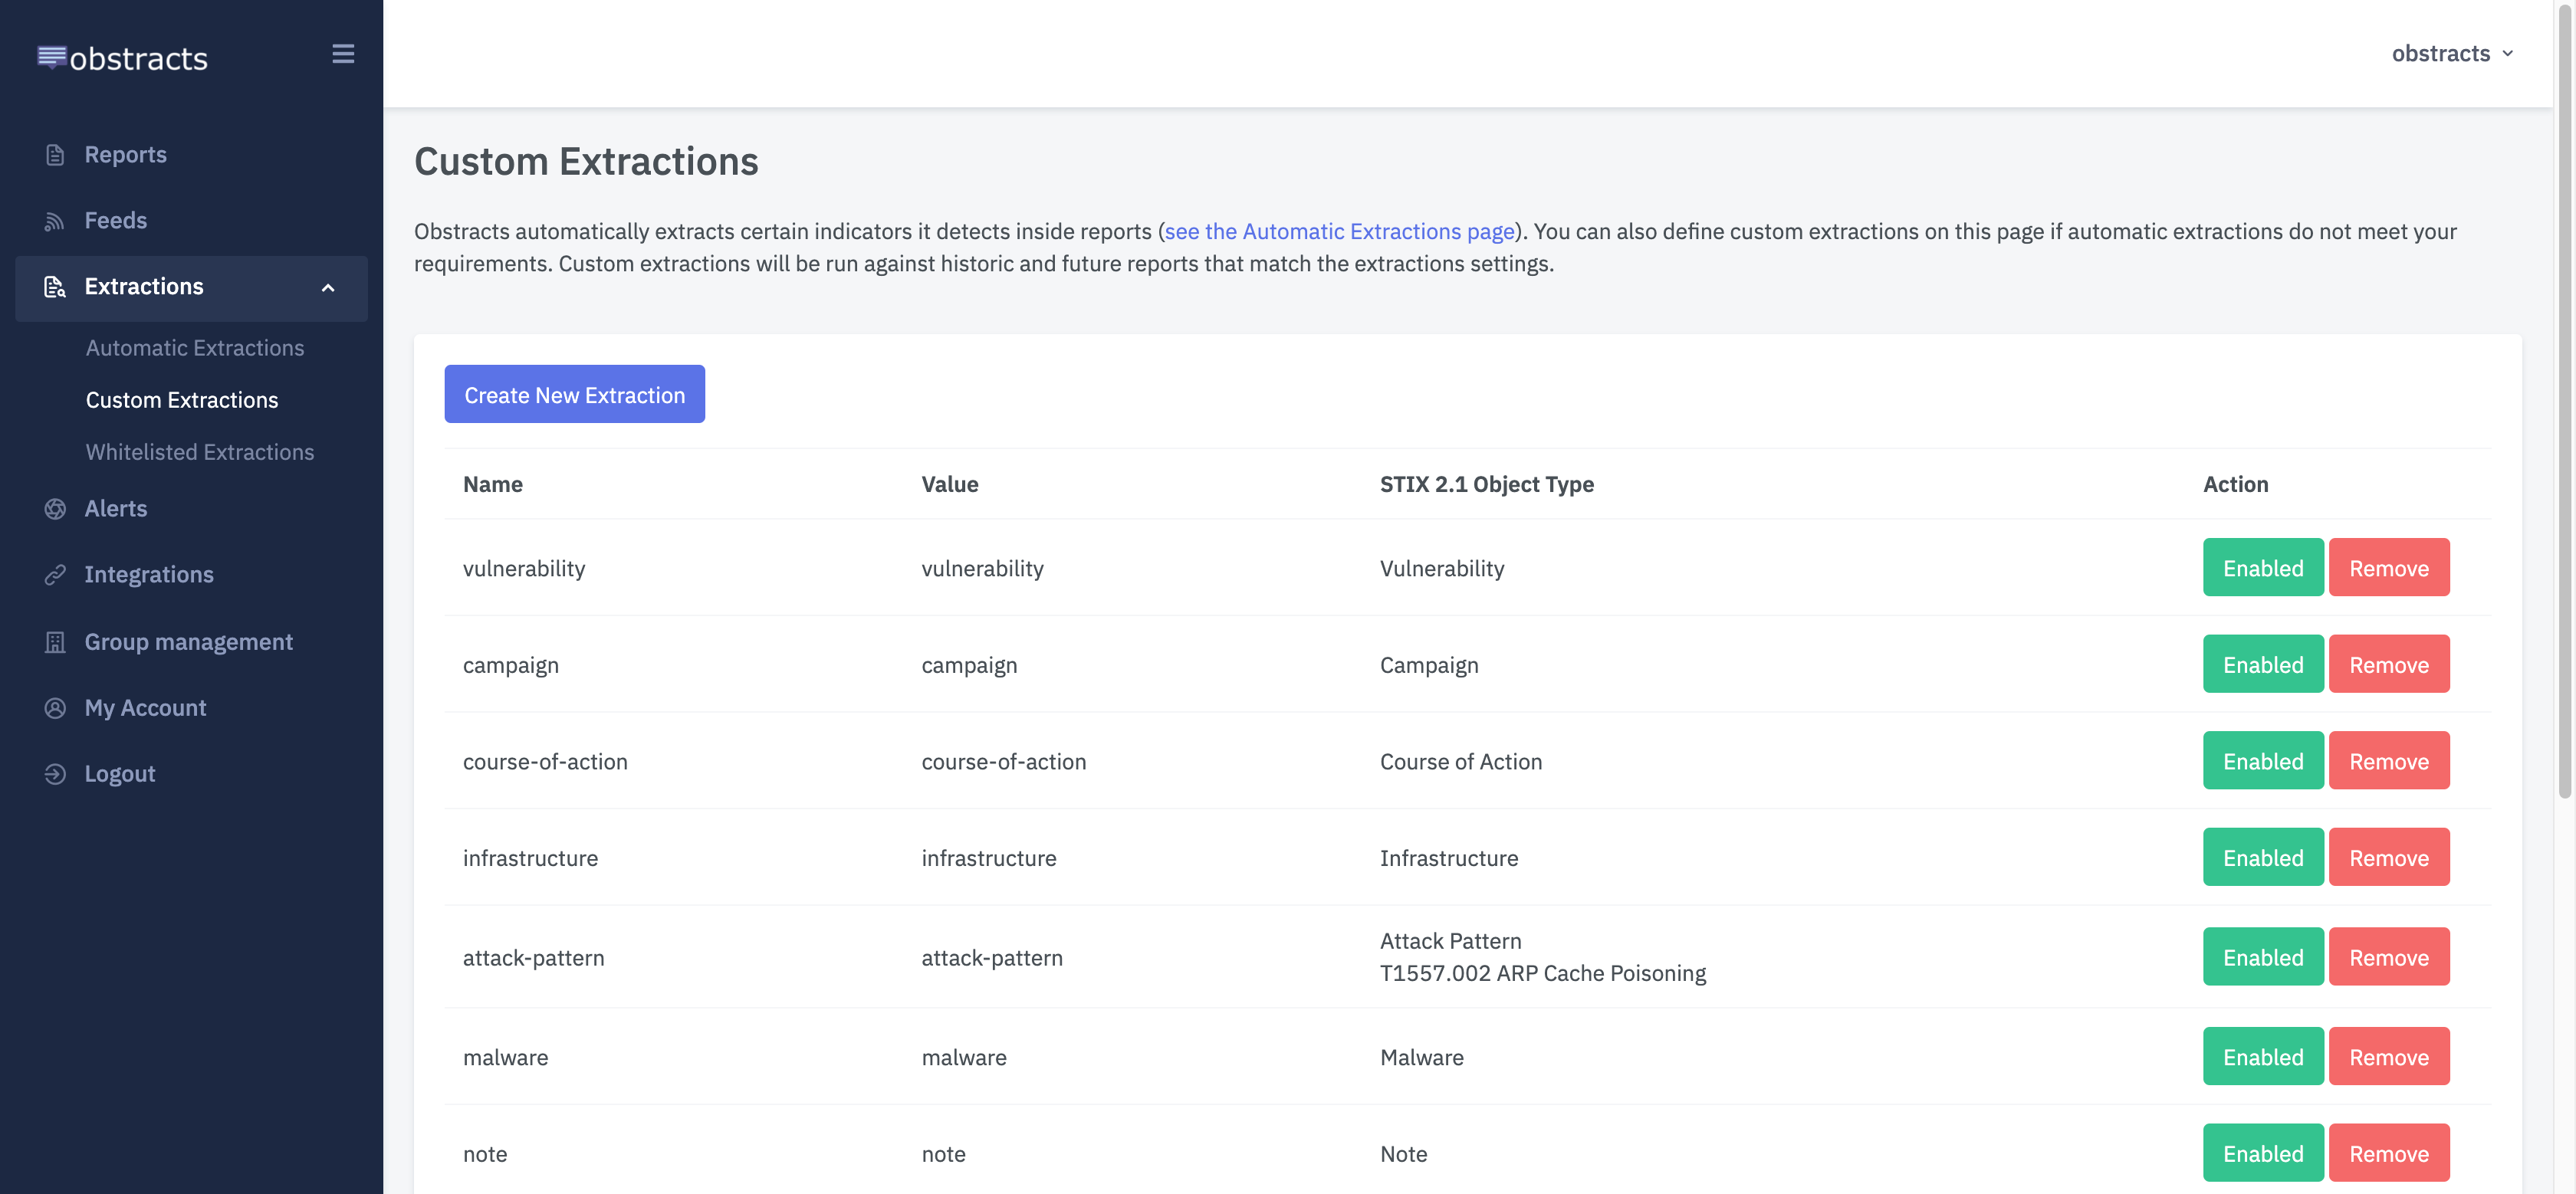 obstracts
obstracts
Reports
Feeds
Extractions
Automatic Extractions
Custom Extractions
Whitelisted Extractions
Alerts
Integrations
Group management
My Account
Logout
Custom Extractions
Obstracts automatically extracts certain indicators it detects inside reports (see the Automatic Extractions page). You can also define custom extractions on this page if automatic extractions do not meet your
requirements. Custom extractions will be run against historic and future reports that match the extractions settings.
Create New Extraction
Name Value STIX 2.1 Object Type Action
vulnerability vulnerability Vulnerability Enabled Remove
campaign campaign Campaign Enabled Remove
course-of-action course-of-action Course of Action Enabled Remove
infrastructure infrastructure Infrastructure Enabled Remove
attack-pattern attack-pattern Attack Pattern Enabled Remove
T1557.002 ARP Cache Poisoning
malware malware Malware Enabled Remove
note note Note Enabled Remove